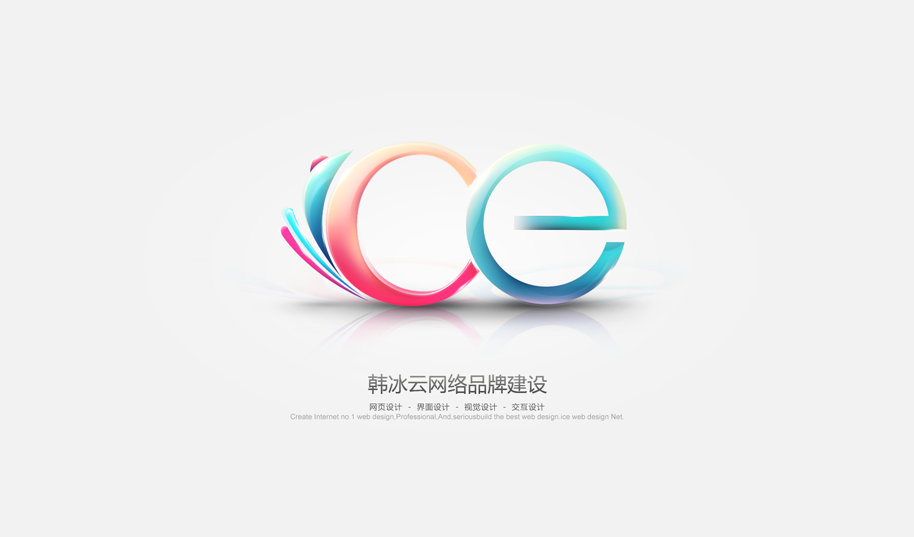 ice
韩冰云网络品牌建设
网页设计 - 界面设计 - 视觉设计 - 交互设计
Create Internet no.1 web design,Professional,And,seriousbuild the best web design.ice web design Net.